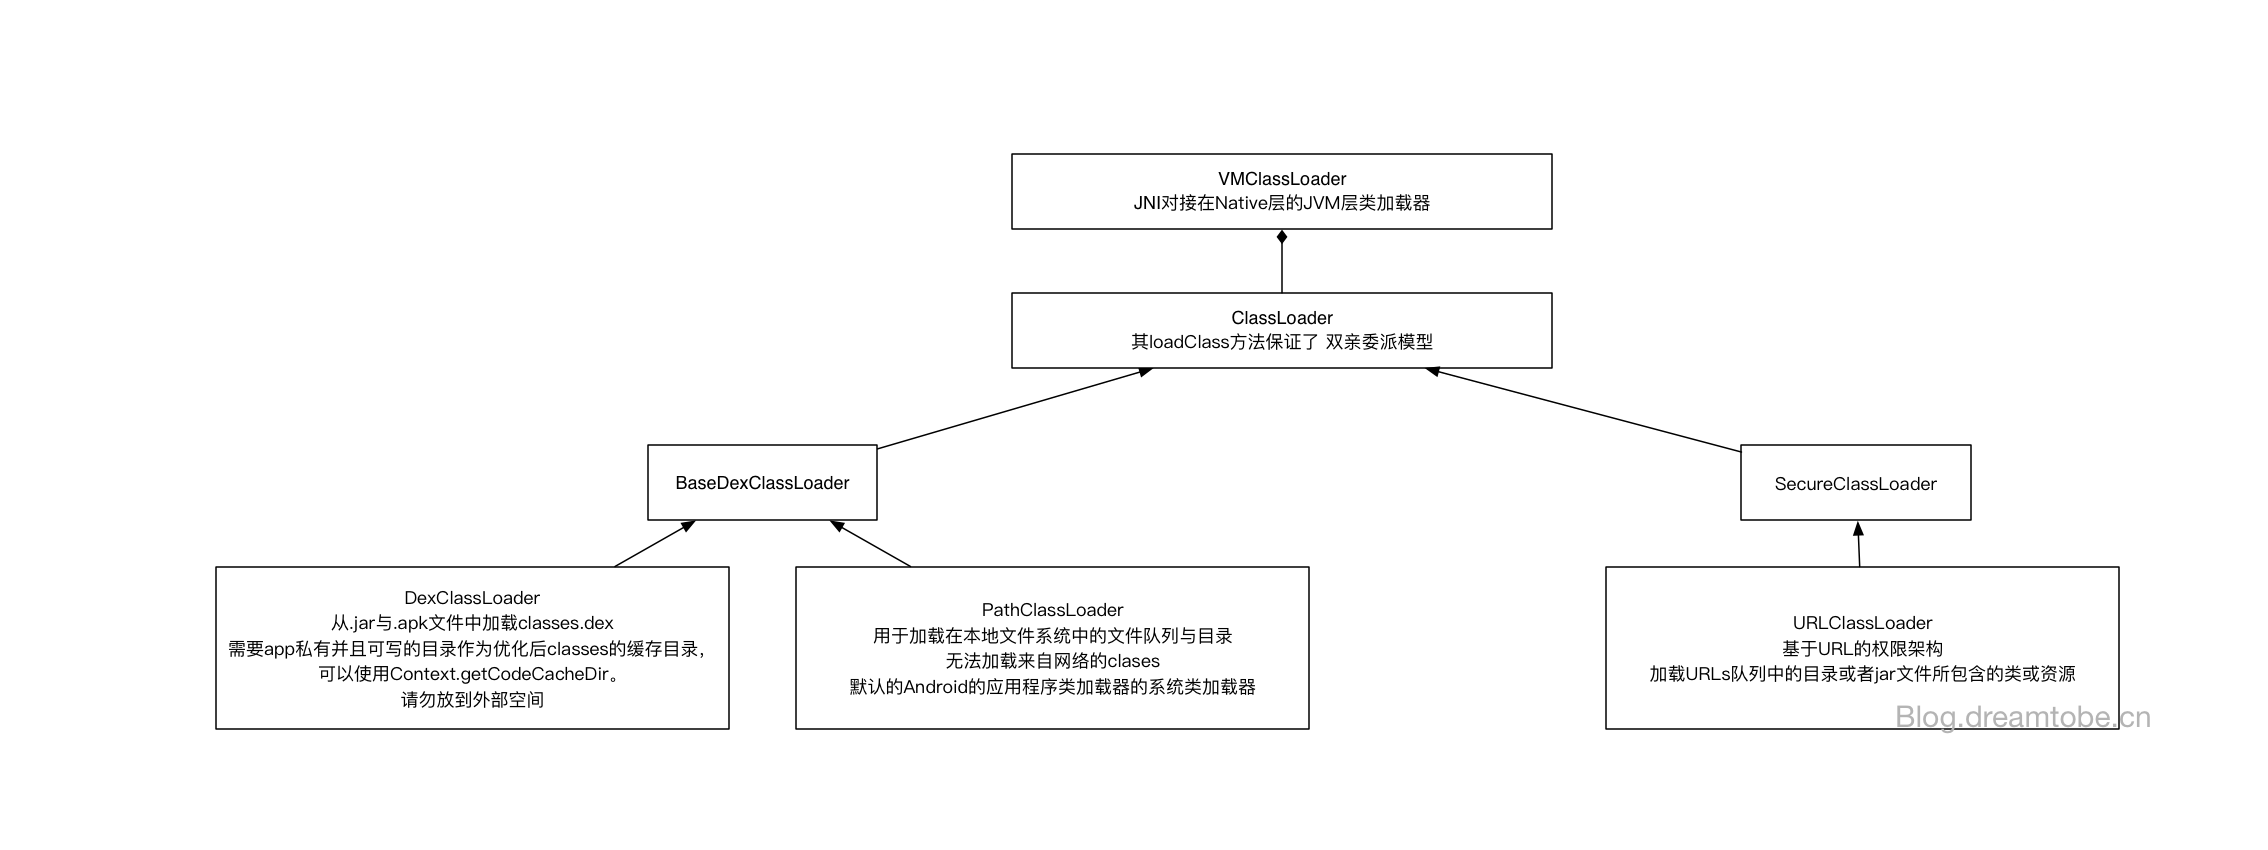 VMClassLoader
JNI对接在Native层的JVM层类加载器
ClassLoader
其loadClass方法保证了 双亲委派模型
BaseDexClassLoader
SecureClassLoader
DexClassLoader
从.jar与.apk文件中加载classes.dex
需要app私有并且可写的目录作为优化后classes的缓存目录，
可以使用Context.getCodeCacheDir。
请勿放到外部空间
PathClassLoader
用于加载在本地文件系统中的文件队列与目录
无法加载来自网络的clases
默认的Android的应用程序类加载器的系统类加载器
URLClassLoader
基于URL的权限架构
加载URLs队列中的目录或者jar文件所包含的类或资源
Blog.dreamtobe.cn